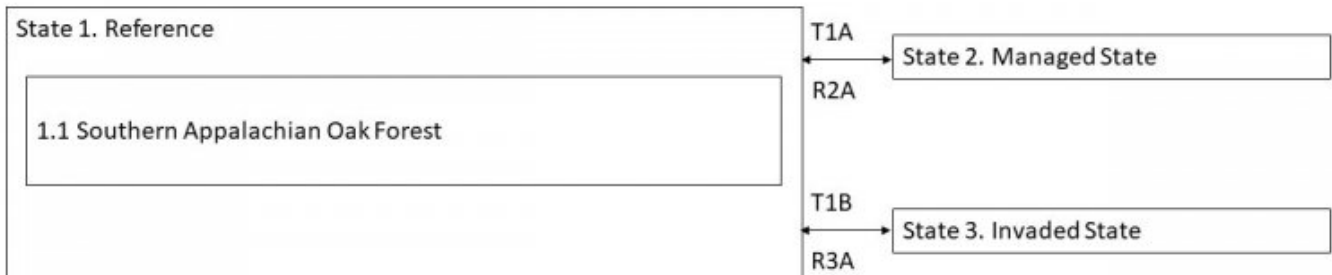 State 1. Reference
T1A
State 2. Managed State
R2A
1.1 Southern Appalachian Oak Forest
T1B
State 3. Invaded State
R3A